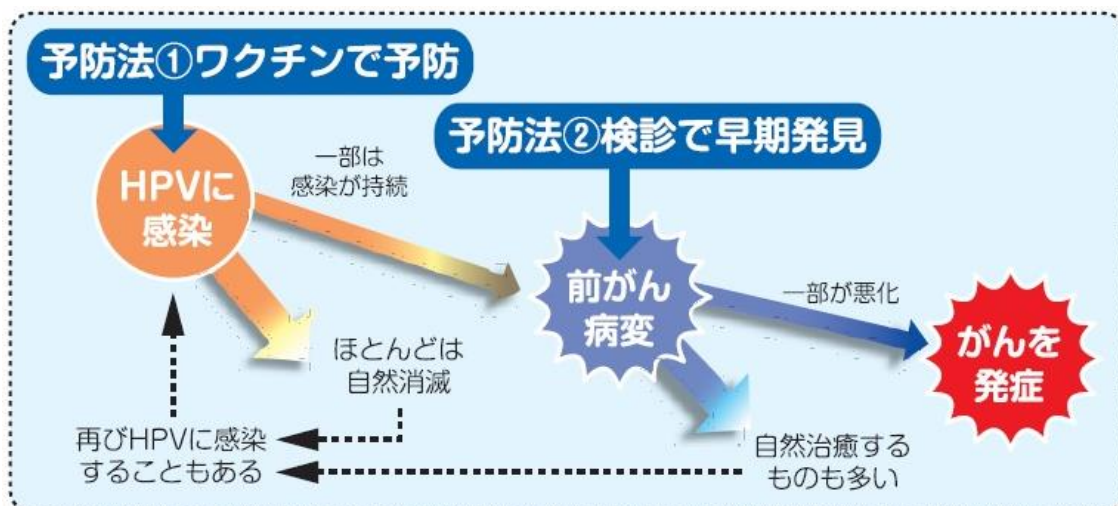 予防法①ワクチンで予防
予防法②検診で早期発見
HPVに
感染
一部は
感染が持続
前がん
病変
一部が悪化
がんを
発症
ほとんどは
自然消滅
再びHPVに感染
することもある
自然治癒する
ものも多い